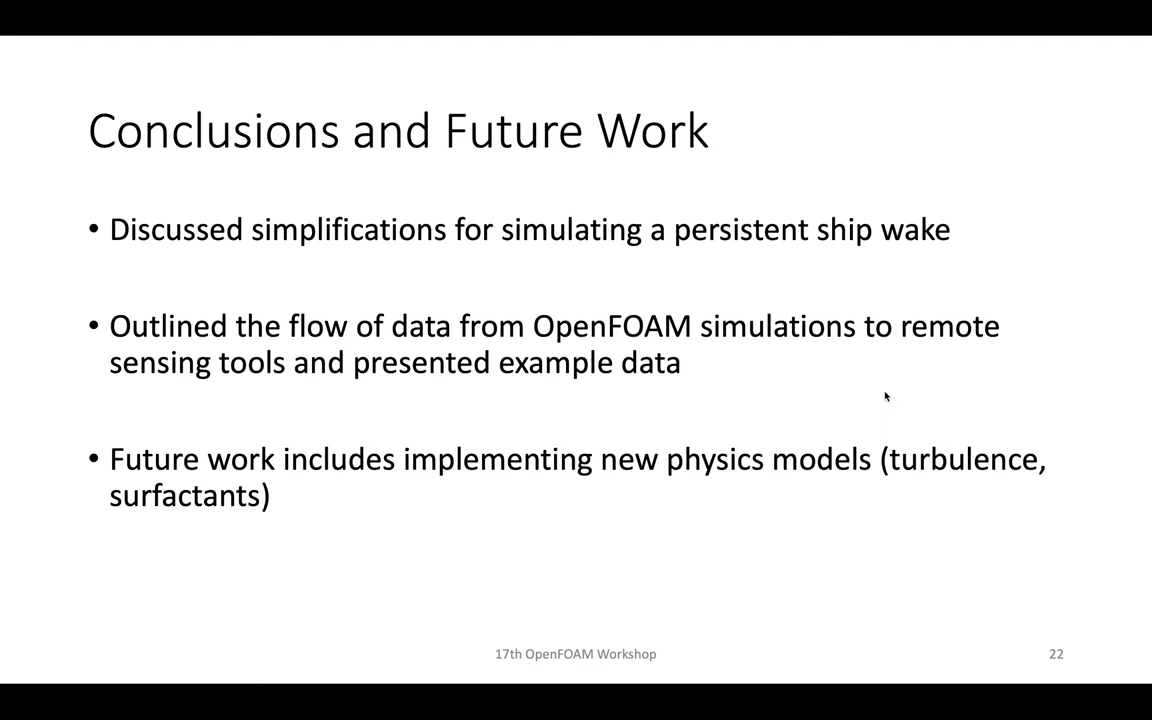 Conclusions and Future Work
• Discussed simplifications for simulating a persistent ship wake
• Outlined the flow of data from OpenFOAM simulations to remote
sensing tools and presented example data
• Future work includes implementing new physics models (turbulence,
surfactants)
17th OpenFOAM Workshop
22